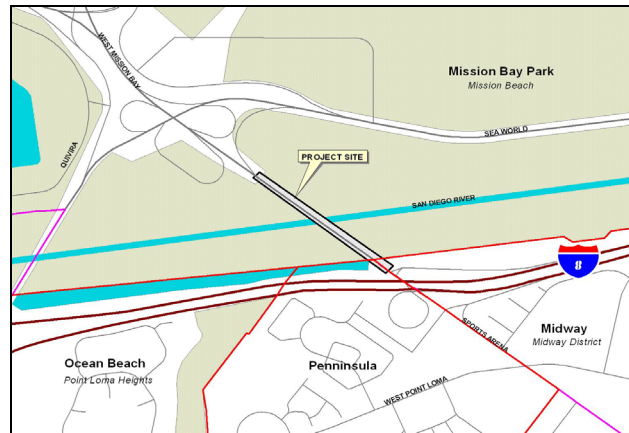 WEST MISSION BAY
Mission Bay Park
Mission Beach
SEA WORLD
QUIVIRA
PROJECT SITE
SAN DIEGO RIVER
8
SPORTS ARENA
Midway
Midway District
Ocean Beach
Point Loma Heights
Penninsula
WEST POINT LOMA